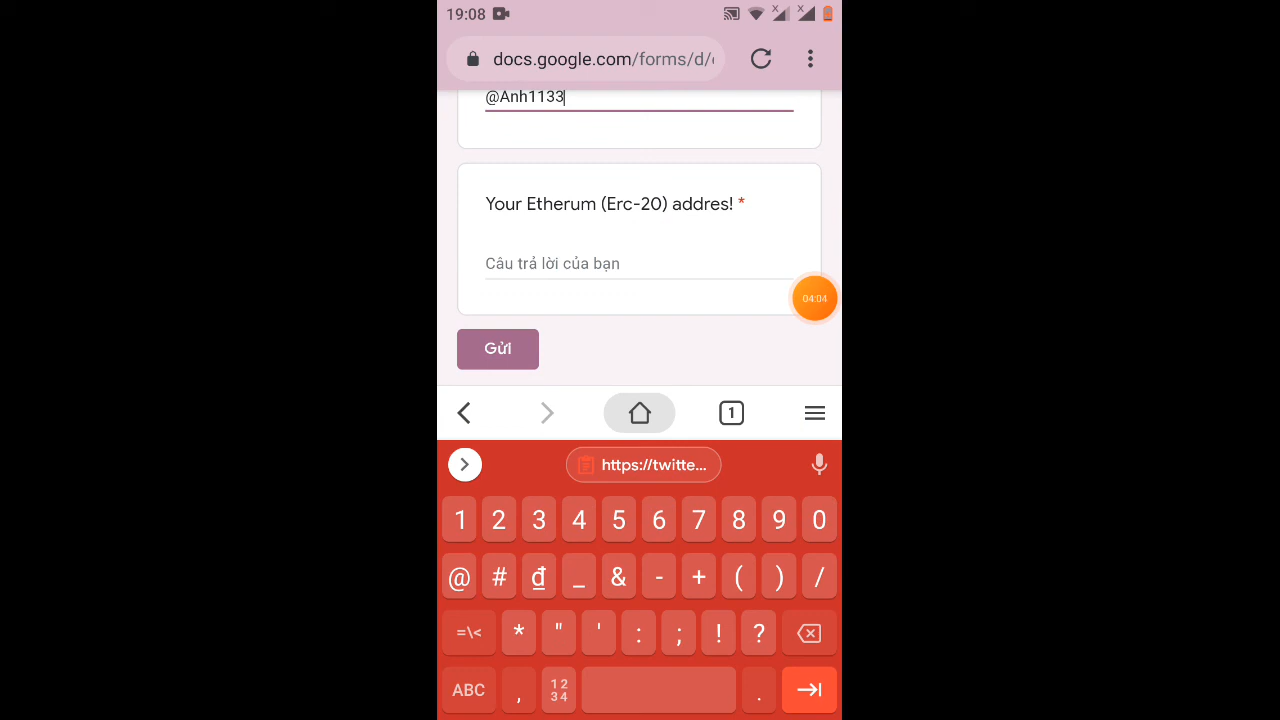 19:08
docs.google.com/forms/d/
@Anh1133
Your Etherum (Erc-20) addres! *
Câu trả lời của bạn
04:04
Gửi
1
https://twitte...
1 2 3 4 5 6 7 8 9 0
@ # ₫ _ & - + ( ) /
=\< * " ' : ; ! ?
ABC , 12 34 .